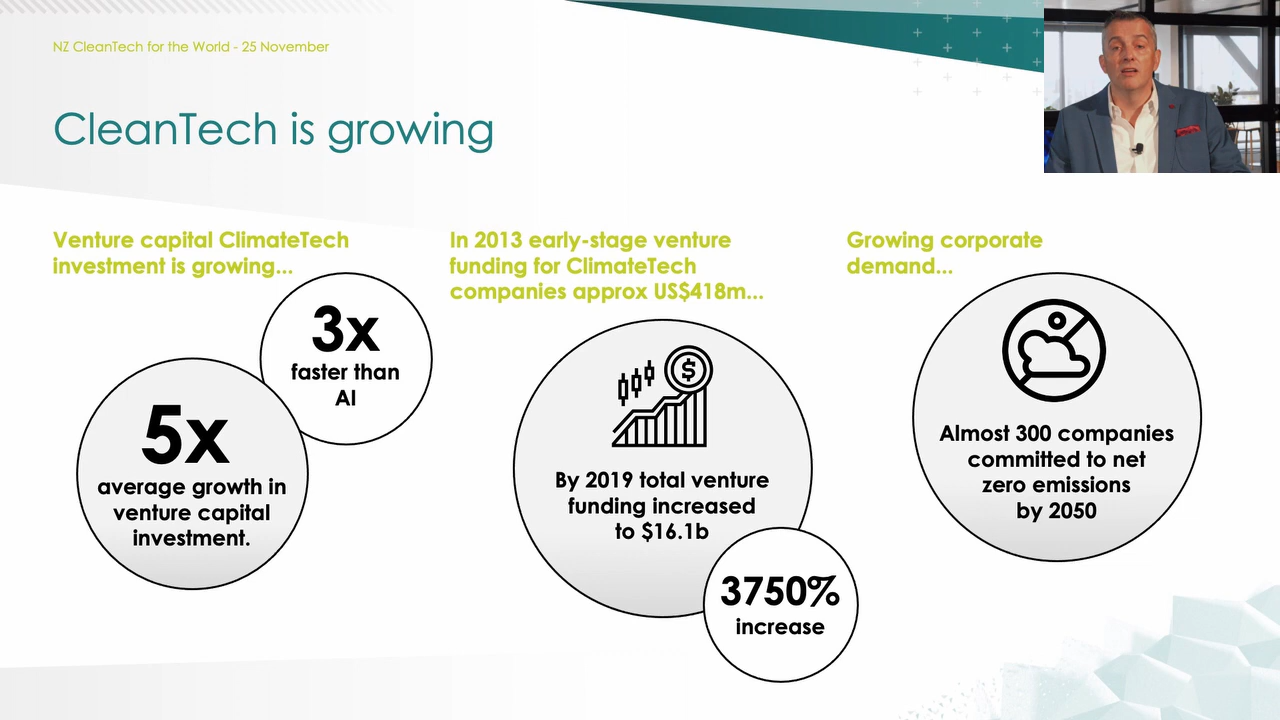 NZ CleanTech for the World - 25 November
CleanTech is growing
Venture capital ClimateTech
investment is growing...
3x
faster than
AI
5x
average growth in
venture capital
investment.
In 2013 early-stage venture
funding for ClimateTech
companies approx US$418m...
$
By 2019 total venture
funding increased
to $16.1b
3750%
increase
Growing corporate
demand...
Almost 300 companies
committed to net
zero emissions
by 2050